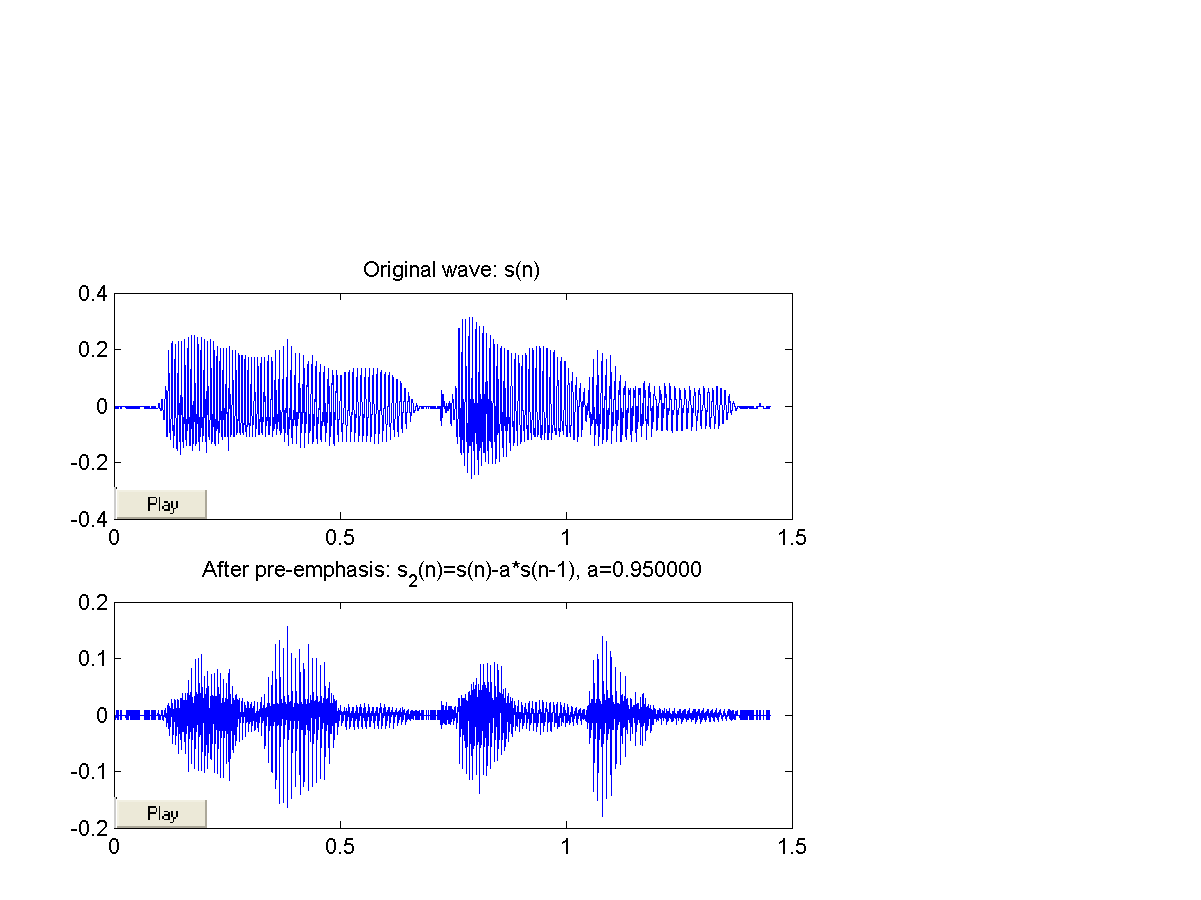 Original wave: s(n)
0.4
0.2
0
-0.2
-0.4
Play
0 0.5 1 1.5
After pre-emphasis: s2(n)=s(n)-a*s(n-1), a=0.950000
0.2
0.1
0
-0.1
-0.2
Play
0 0.5 1 1.5